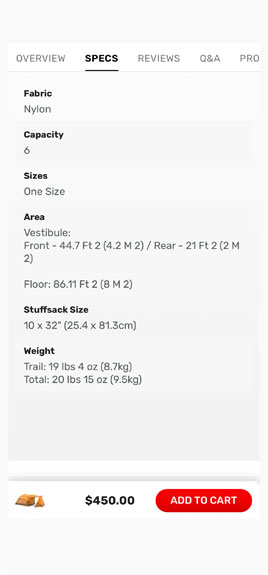 OVERVIEW SPECS REVIEWS Q&A PRO
Fabric
Nylon
Capacity
6
Sizes
One Size
Area
Vestibule:
Front - 44.7 Ft 2 (4.2 M 2) / Rear - 21 Ft 2 (2 M
2)
Floor: 86.11 Ft 2 (8 M 2)
Stuffsack Size
10 x 32" (25.4 x 81.3cm)
Weight
Trail: 19 lbs 4 oz (8.7kg)
Total: 20 lbs 15 oz (9.5kg)
$450.00 ADD TO CART